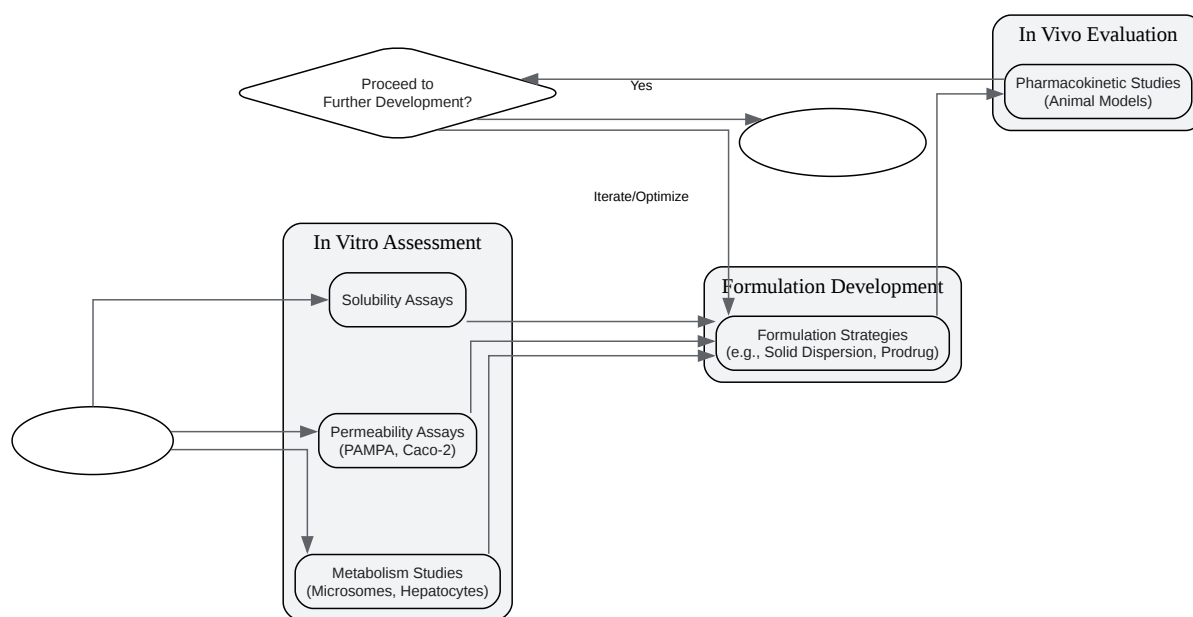 In Vivo Evaluation
Pharmacokinetic Studies
(Animal Models)
Proceed to
Further Development?
Yes
Iterate/Optimize
In Vitro Assessment
Solubility Assays
Formulation Development
Formulation Strategies
(e.g., Solid Dispersion, Prodrug)
Permeability Assays
(PAMPA, Caco-2)
Metabolism Studies
(Microsomes, Hepatocytes)